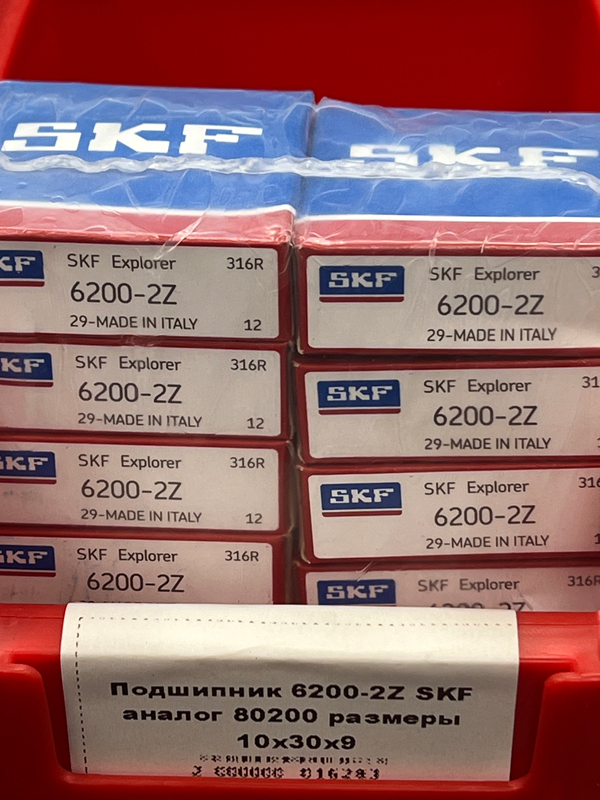 SKF
SKF
SKF
SKF Explorer 316R
6200-2Z
29-MADE IN ITALY 12
SKF
SKF Explorer 316R
6200-2Z
29-MADE IN ITALY 12
SKF
SKF Explorer 316R
6200-2Z
29-MADE IN ITALY 12
SKF
SKF Explorer 316R
6200-2Z
SKF
SKF Explorer
6200-2Z
29-MADE IN ITALY
SKF
SKF Explorer 31
6200-2Z
29-MADE IN ITALY
SKF
SKF Explorer 316
6200-2Z
29-MADE IN ITALY
SKF
SKF Explorer 316R
6200-2Z
Подшипник 6200-2Z SKF
аналог 80200 размеры
10x30x9